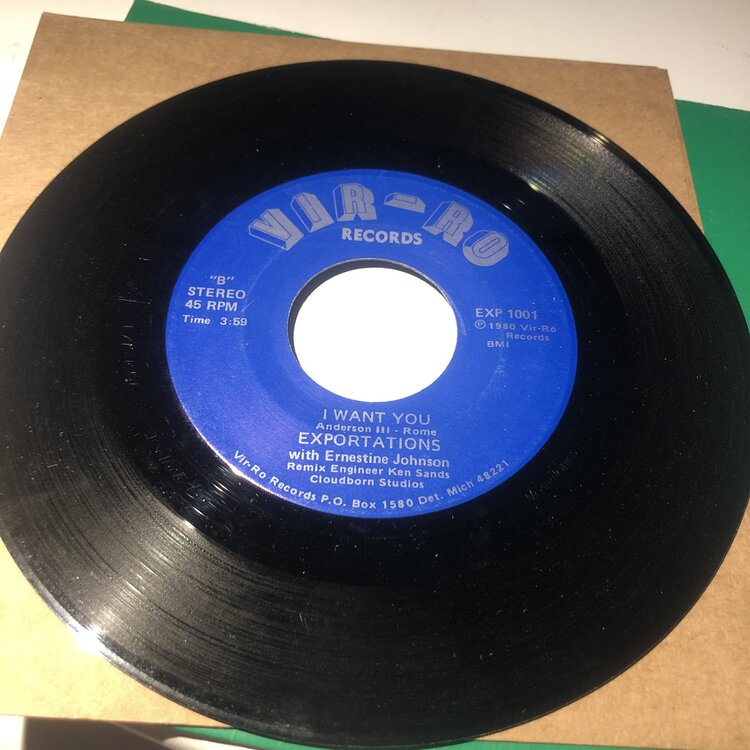 VIR-RO
RECORDS
"B"
STEREO
45 RPM
Time 3:59
EXP 1001
℗ 1980 Vir-Ro
Records
BMI
I WANT YOU
Anderson III - Rome
EXPORTATIONS
with Ernestine Johnson
Remix Engineer Ken Sands
Cloudborn Studios
Vir-Ro Records P.O. Box 1580 Det. Mich 48221